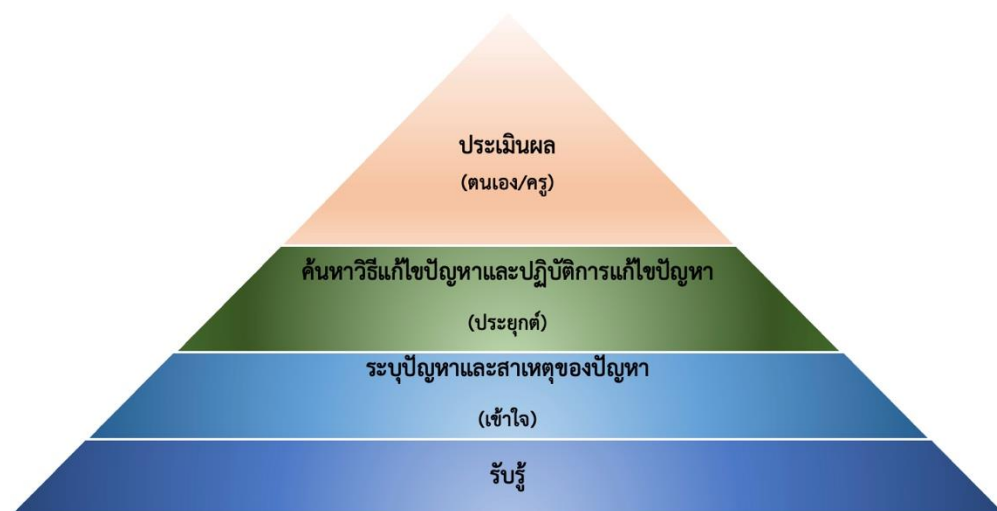 ประเมินผล
(ตนเอง/ครู)
ค้นหาวิธีแก้ไขปัญหาและปฏิบัติการแก้ไขปัญหา
(ประยุกต์)
ระบุปัญหาและสาเหตุของปัญหา
(เข้าใจ)
รับรู้